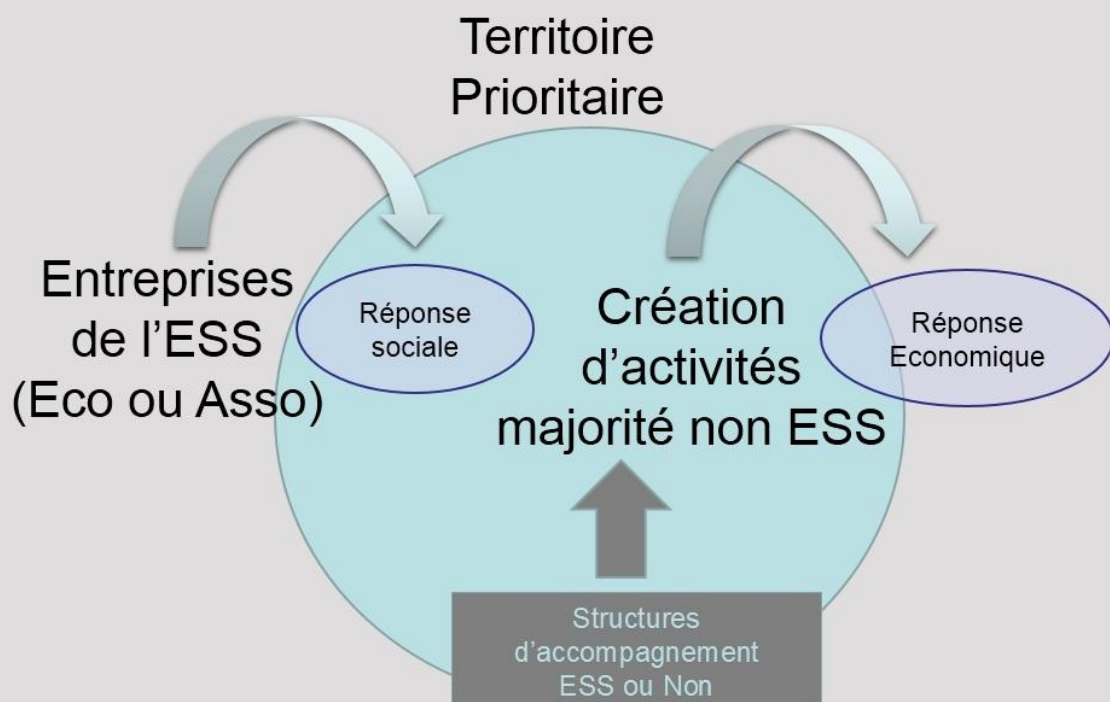 Territoire
Prioritaire
Entreprises
de l'ESS
(Eco ou Asso)
Réponse
sociale
Création
d'activités
majorité non ESS
Réponse
Economique
Structures
d'accompagnement
ESS ou Non